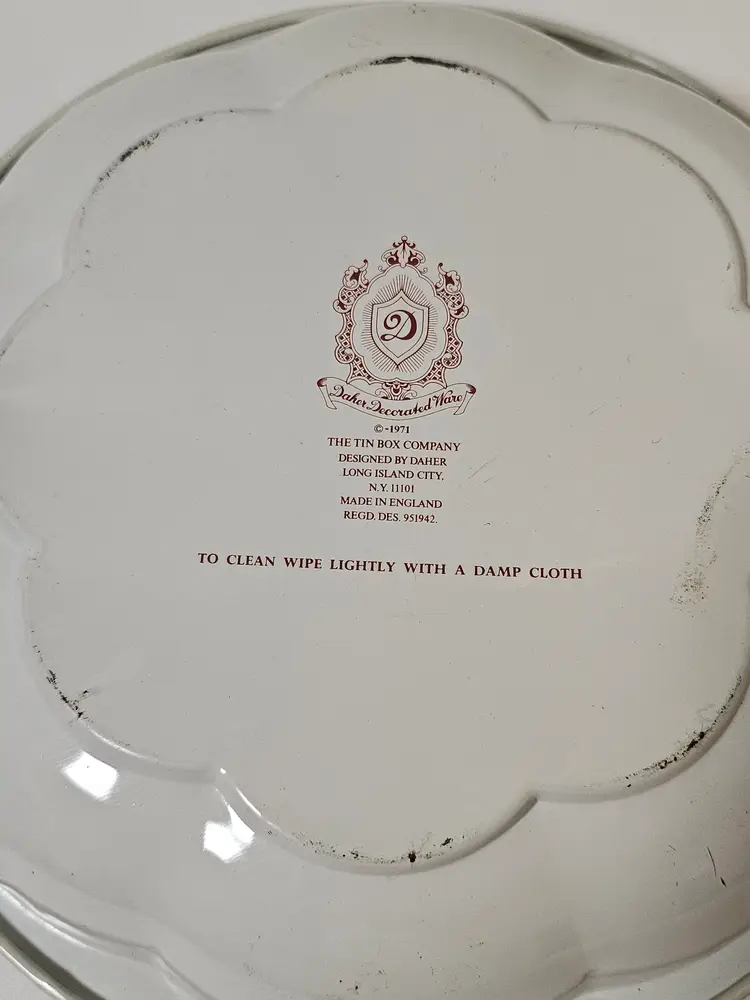 D
Daher Decorated Ware
©-1971
THE TIN BOX COMPANY
DESIGNED BY DAHER
LONG ISLAND CITY,
N.Y. 11101
MADE IN ENGLAND
REGD. DES. 951942.
TO CLEAN WIPE LIGHTLY WITH A DAMP CLOTH